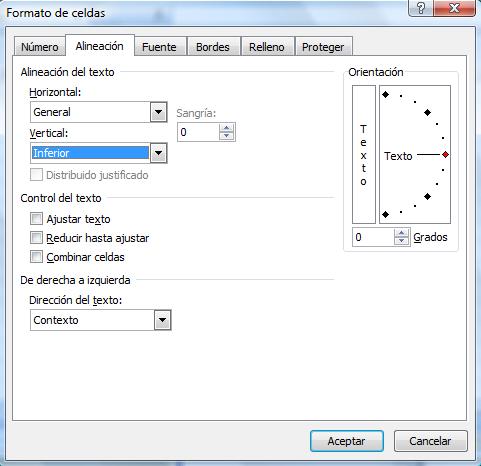 Formato de celdas
Número Alineación Fuente Bordes Relleno Proteger
Alineación del texto
Horizontal:
General
Sangría:
Vertical:
0
Inferior
Distribuido justificado
Control del texto
Ajustar texto
Reducir hasta ajustar
Combinar celdas
De derecha a izquierda
Dirección del texto:
Contexto
Orientación
Texto
Texto
0 Grados
Aceptar Cancelar